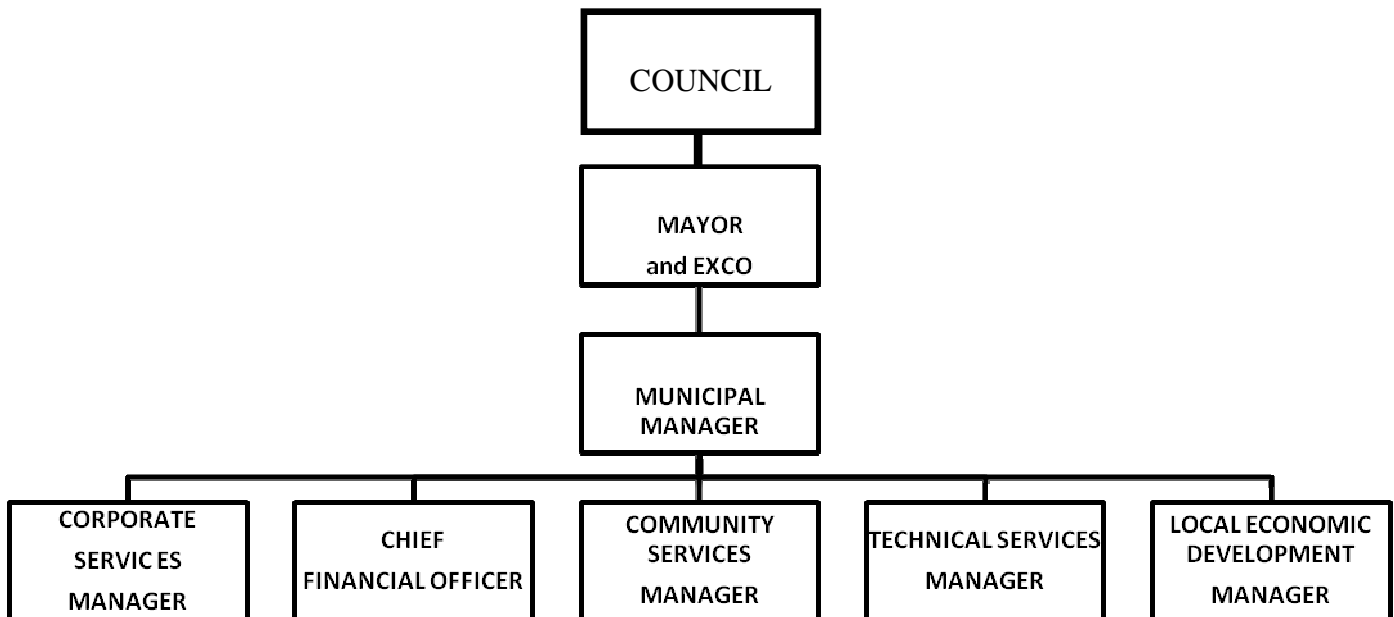 COUNCIL
MAYOR
and EXCO
MUNICIPAL
MANAGER
CORPORATE
SERVIC ES
MANAGER
CHIEF
FINANCIAL OFFICER
COMMUNITY
SERVICES
MANAGER
TECHNICAL SERVICES
MANAGER
LOCAL ECONOMIC
DEVELOPMENT
MANAGER